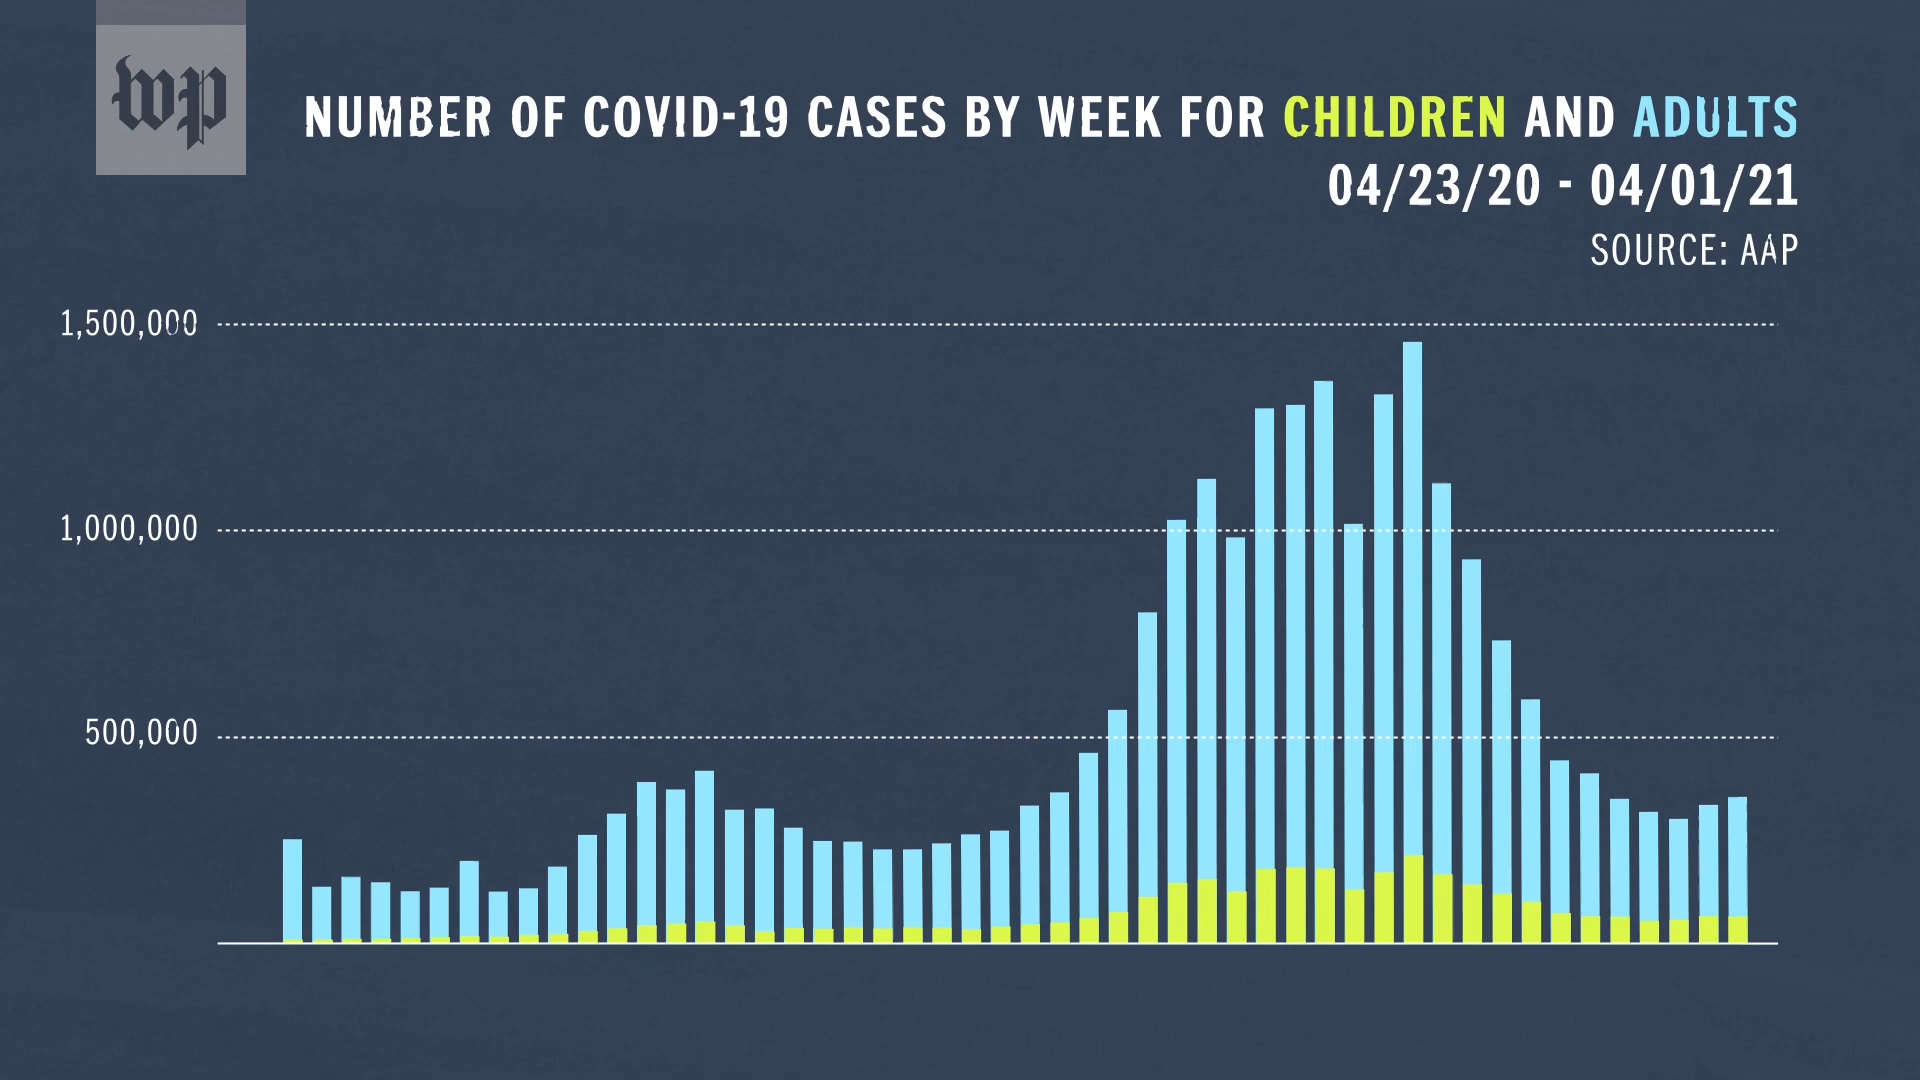 wp
NUMBER OF COVID-19 CASES BY WEEK FOR CHILDREN AND ADULTS
04/23/20 - 04/01/21
SOURCE: AAP
1,500,000
1,000,000
500,000